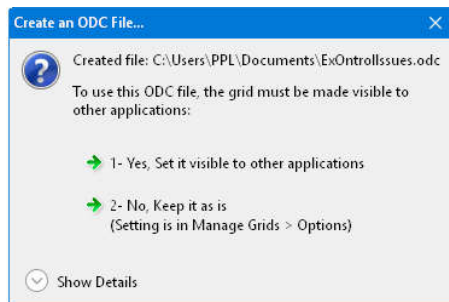 Create an ODC File...
Created file: C:\Users\PPL\Documents\ExOntrollssues.odc
To use this ODC file, the grid must be made visible to
other applications:
1- Yes, Set it visible to other applications
2- No, Keep it as is
(Setting is in Manage Grids > Options)
Show Details